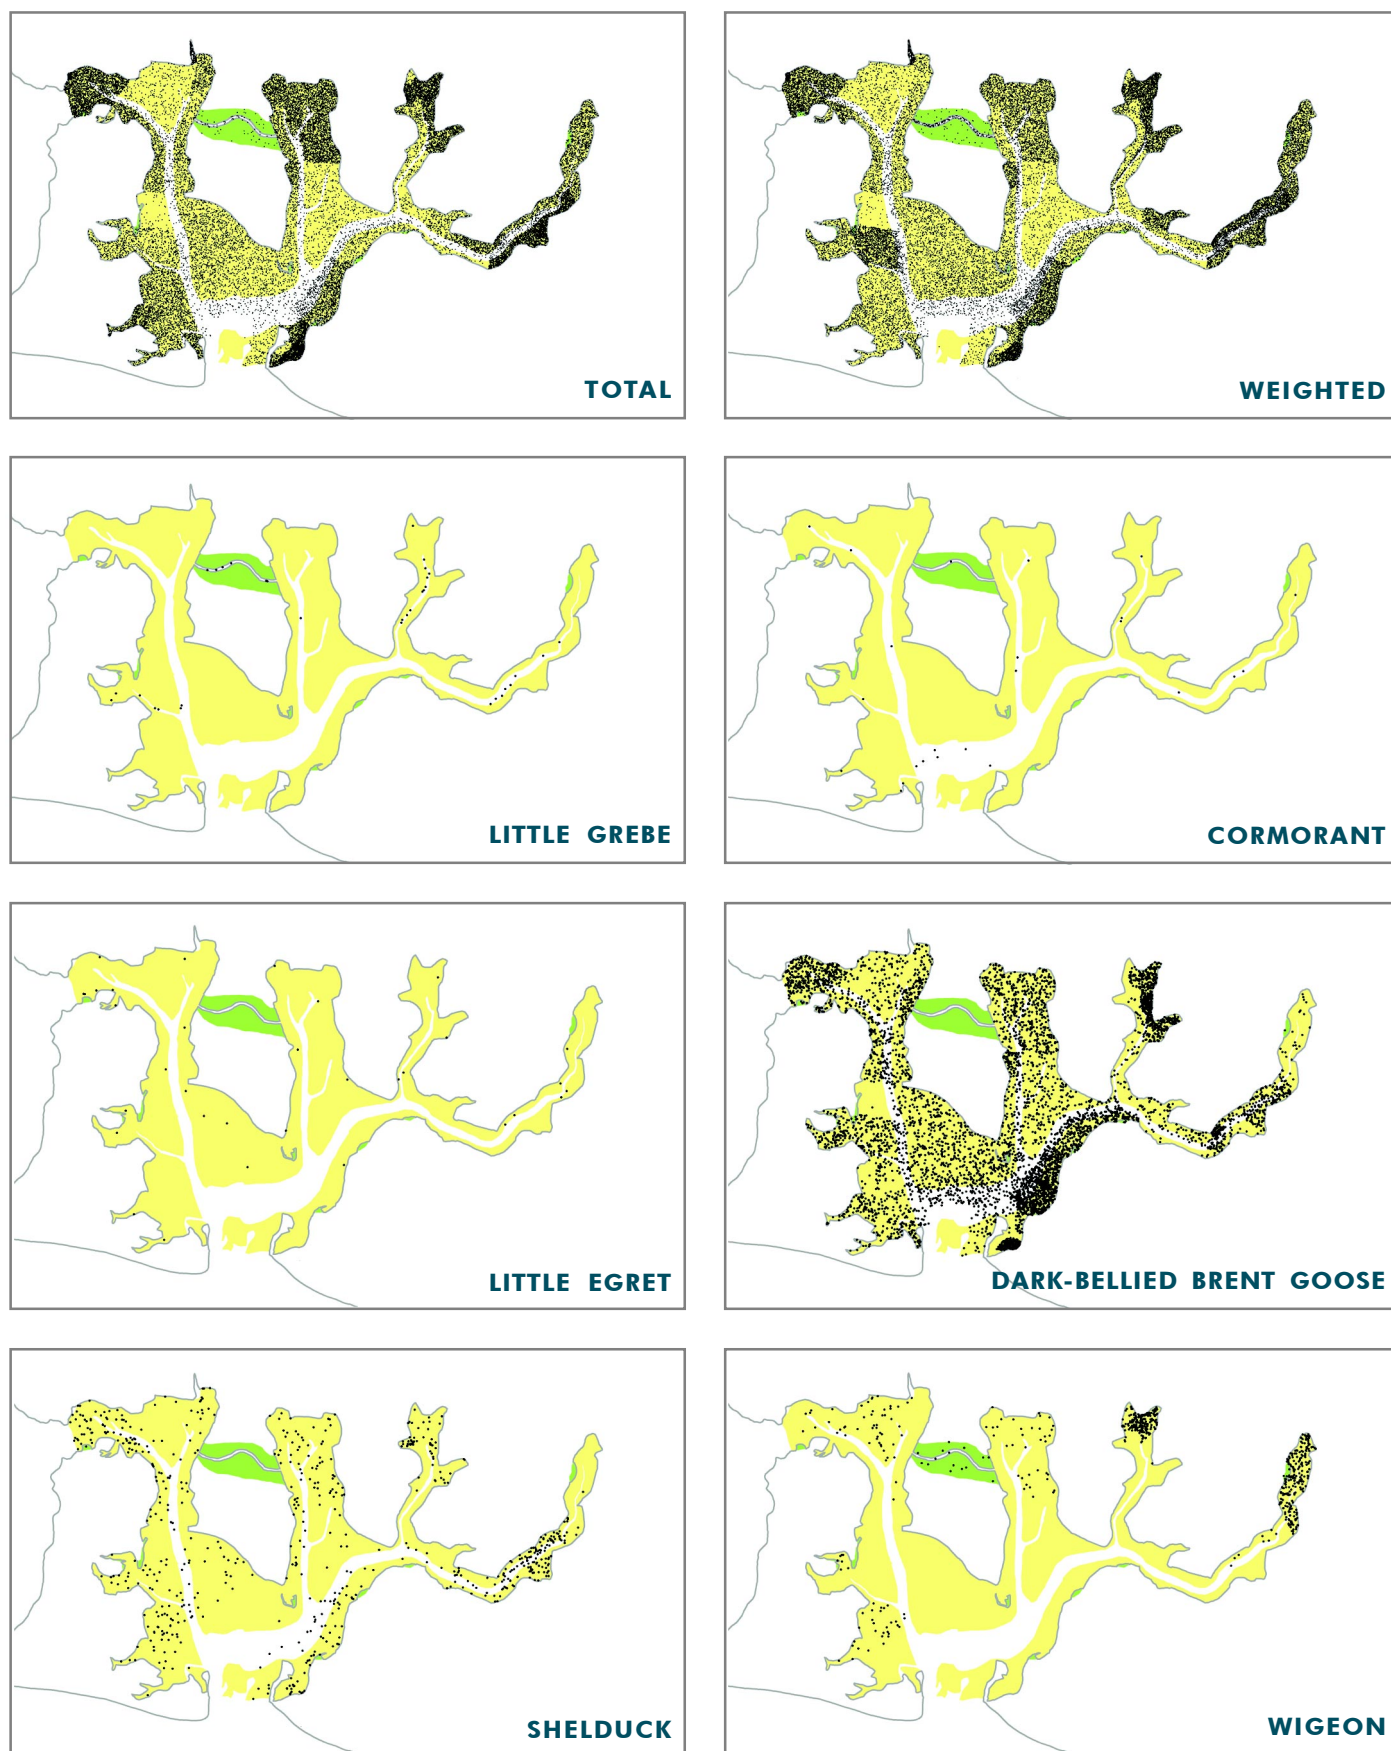 TOTAL
WEIGHTED
LITTLE GREBE
CORMORANT
LITTLE EGRET
DARK-BELLIED BRENT GOOSE
SHELDUCK
WIGEON